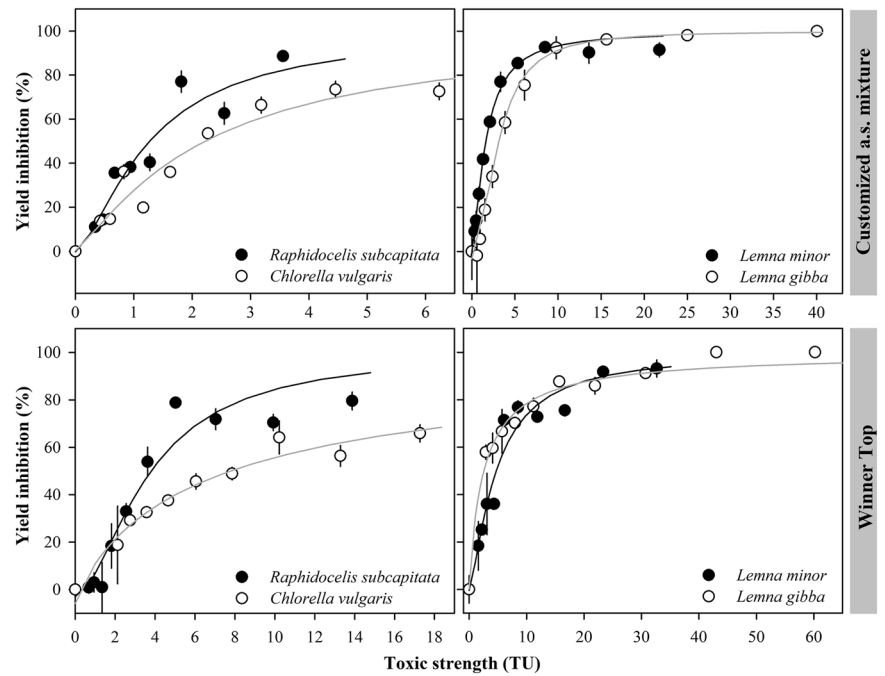 100
80
60
40
20
0
Yield inhibition (%)
Raphidocelis subcapitata
Chlorella vulgaris
0 1 2 3 4 5 6
Lemna minor
Lemna gibba
0 5 10 15 20 25 30 35 40
Customized a.s. mixture
100
80
60
40
20
0
Yield inhibition (%)
Raphidocelis subcapitata
Chlorella vulgaris
0 2 4 6 8 10 12 14 16 18
Lemna minor
Lemna gibba
0 10 20 30 40 50 60
Winner Top
Toxic strength (TU)